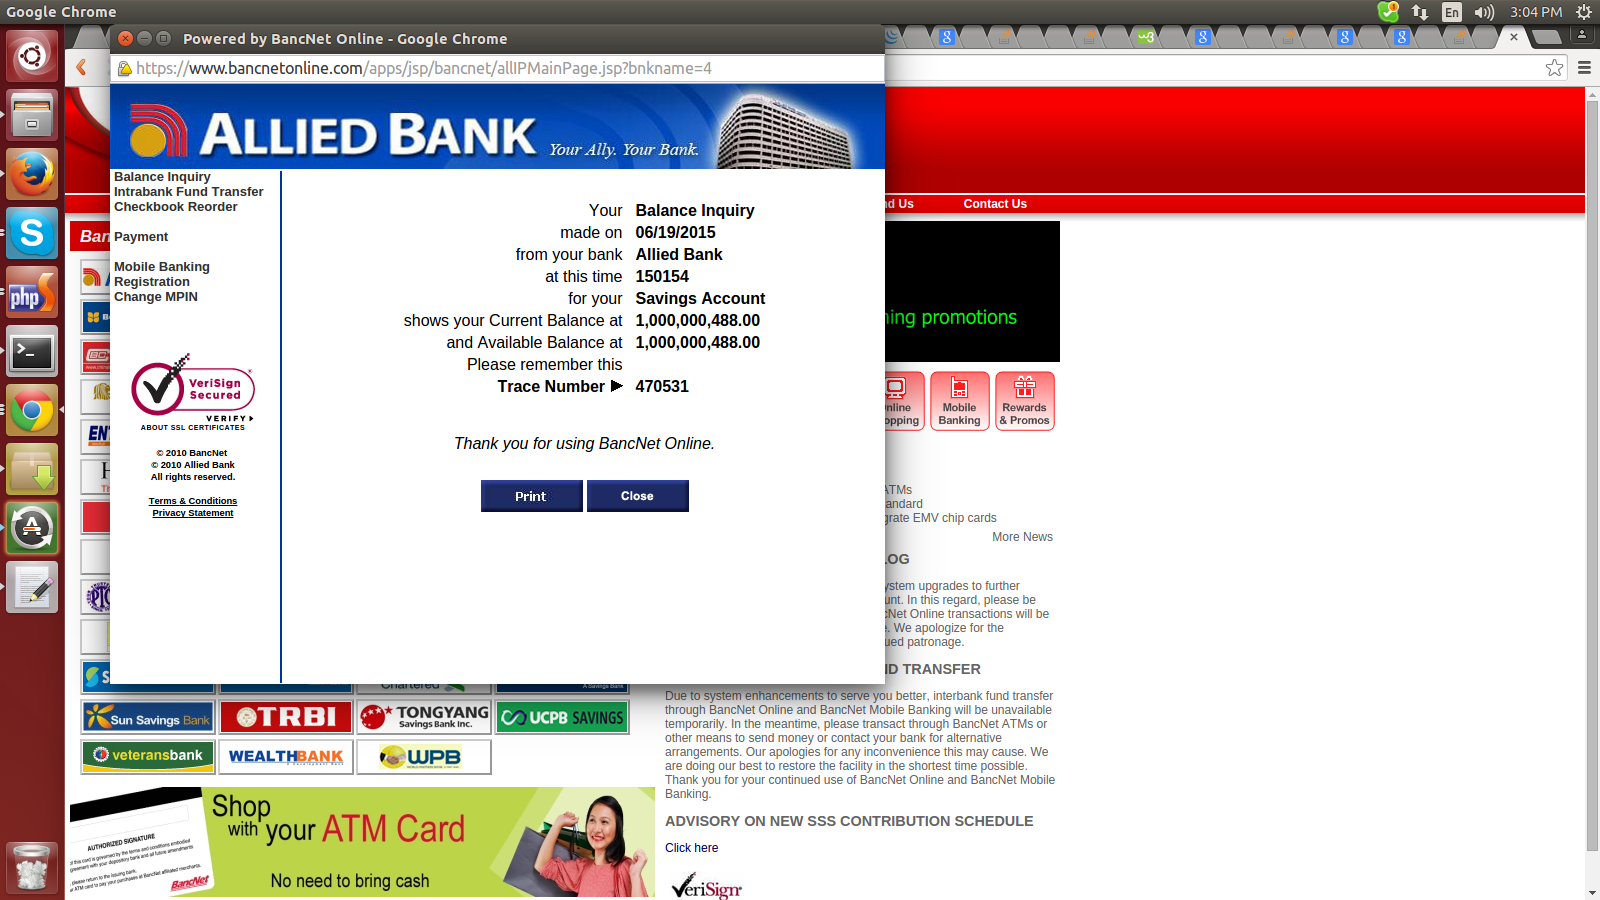 Google Chrome
En
3:04 PM
Powered by BancNet Online - Google Chrome
https://www.bancnetonline.com/apps/jsp/bancnet/allIPMainPage.jsp?bnkname=4
ALLIED BANK
Your Ally. Your Bank.
Balance Inquiry
Intrabank Fund Transfer
Checkbook Reorder
Payment
Mobile Banking
Registration
Change MPIN
VeriSign
Secured
VERIFY
ABOUT SSL CERTIFICATES
© 2010 BancNet
© 2010 Allied Bank
All rights reserved.
Terms & Conditions
Privacy Statement
Your Balance Inquiry
made on 06/19/2015
from your bank Allied Bank
at this time 150154
for your Savings Account
shows your Current Balance at 1,000,000,488.00
and Available Balance at 1,000,000,488.00
Please remember this
Trace Number 470531
Thank you for using BancNet Online.
Print Close
d Us Contact Us
Ban
ing promotions
nline
opping
Mobile
Banking
Rewards
& Promos
ATMs
andard
grate EMV chip cards
More News
LOG
ystem upgrades to further
unt. In this regard, please be
cNet Online transactions will be
e. We apologize for the
ued patronage.
D TRANSFER
Due to system enhancements to serve you better, interbank fund transfer
through BancNet Online and BancNet Mobile Banking will be unavailable
temporarily. In the meantime, please transact through BancNet ATMs or
other means to send money or contact your bank for alternative
arrangements. Our apologies for any inconvenience this may cause. We
are doing our best to restore the facility in the shortest time possible.
Thank you for your continued use of BancNet Online and BancNet Mobile
Banking.
ADVISORY ON NEW SSS CONTRIBUTION SCHEDULE
Click here
VeriSign
Sun Savings Bank
TRBI
TONGYANG
Savings Bank Inc.
UCPB SAVINGS
veteransbank
WEALTHBANK
WPB
Shop
with your ATM Card
No need to bring cash
AUTHORIZED SIGNATURE
BancNet